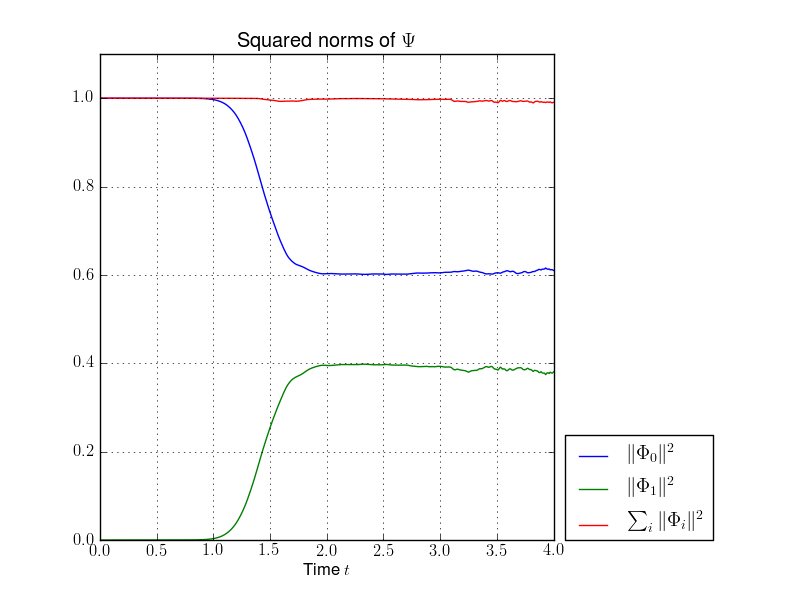 Squared norms of Ψ
1.0
0.8
0.6
0.4
0.2
0.0
0.0 0.5 1.0 1.5 2.0 2.5 3.0 3.5 4.0
Time t
‖Φ₀‖²
‖Φ₁‖²
∑ᵢ ‖Φᵢ‖²